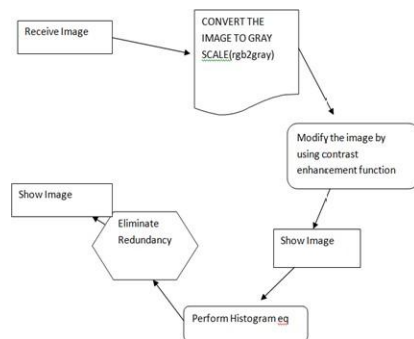 Receive Image
CONVERT THE
IMAGE TO GRAY
SCALE(rgb2gray)
Modify the image by
using contrast
enhancement function
Show Image
Perform Histogram eq
Eliminate
Redundancy
Show Image